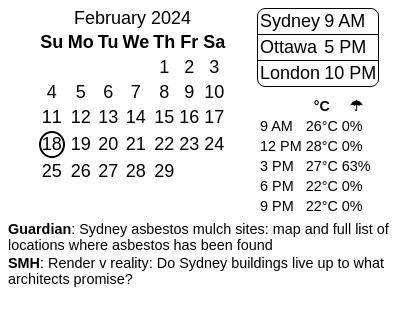 February 2024
Su Mo Tu We Th Fr Sa
1 2 3
4 5 6 7 8 9 10
11 12 13 14 15 16 17
18 19 20 21 22 23 24
25 26 27 28 29
Sydney 9 AM
Ottawa 5 PM
London 10 PM
°C ☂
9 AM 26°C 0%
12 PM 28°C 0%
3 PM 27°C 63%
6 PM 22°C 0%
9 PM 22°C 0%
Guardian: Sydney asbestos mulch sites: map and full list of
locations where asbestos has been found
SMH: Render v reality: Do Sydney buildings live up to what
architects promise?